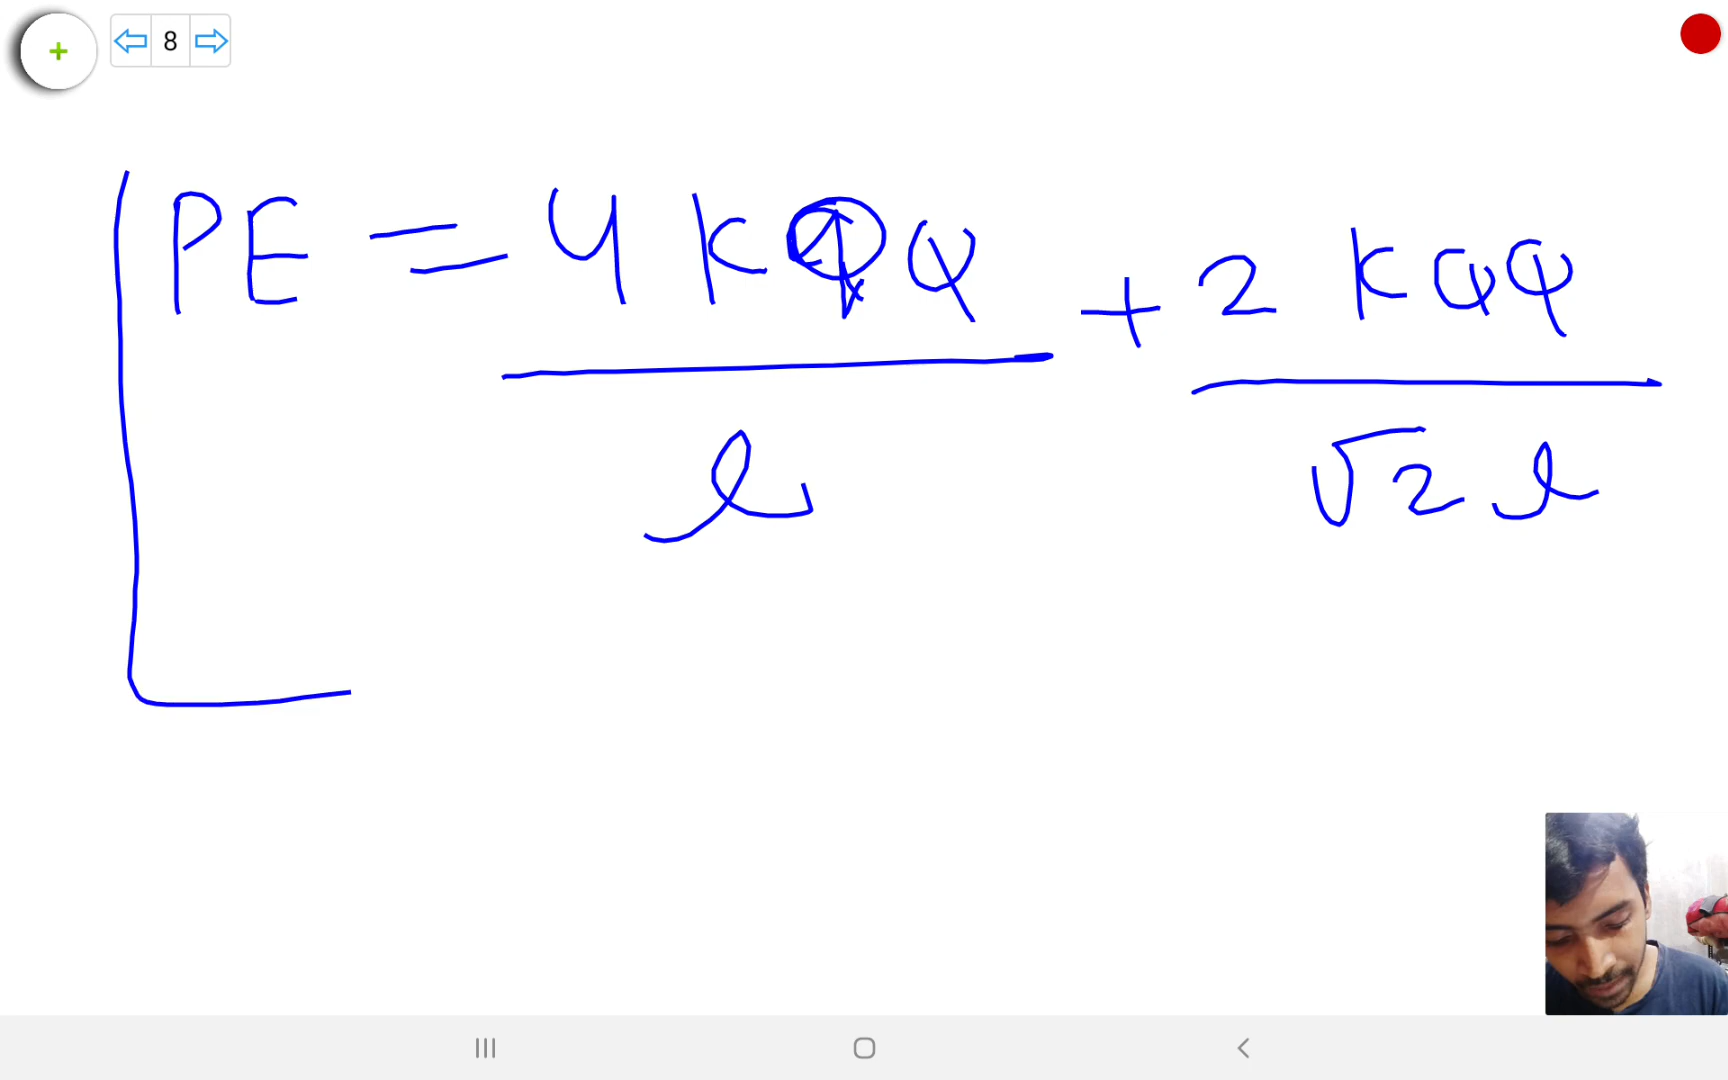 8
PE = 4KQQ / l + 2KQQ / √2 l